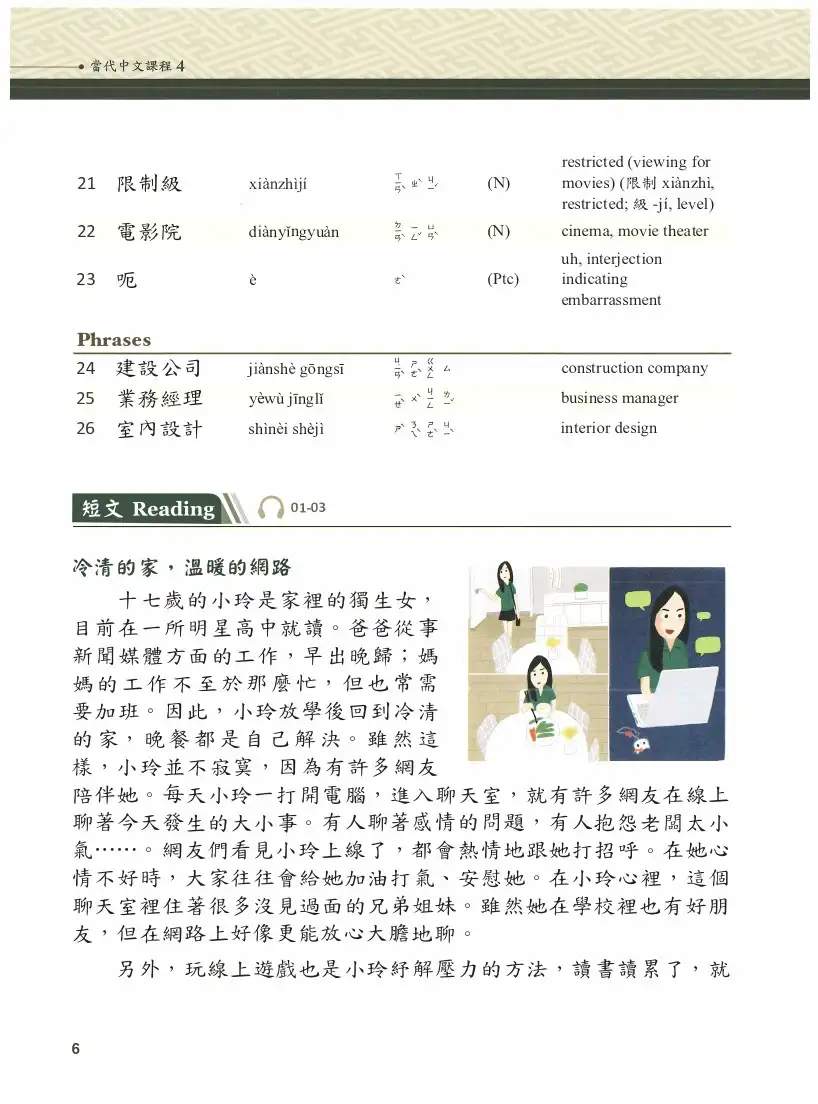 當代中文課程 4
21 限制級 xiànzhìjí ㄒㄧㄢˋ ㄓˋ ㄐㄧˊ (N) restricted (viewing for
movies) (限制 xiànzhì,
restricted; 級 -jí, level)
22 電影院 diànyǐngyuàn ㄉㄧㄢˋ ㄧㄥˇ ㄩㄢˋ (N) cinema, movie theater
23 呃 è ㄜˋ (Ptc) uh, interjection
indicating
embarrassment
Phrases
24 建設公司 jiànshè gōngsī ㄐㄧㄢˋ ㄕㄜˋ ㄍㄨㄥ ㄙ construction company
25 業務經理 yèwù jīnglǐ ㄧㄝˋ ㄨˋ ㄐㄧㄥ ㄌㄧˇ business manager
26 室內設計 shìnèi shèjì ㄕˋ ㄋㄟˋ ㄕㄜˋ ㄐㄧˋ interior design
短文 Reading 01-03
冷清的家，溫暖的網路
十七歲的小玲是家裡的獨生女，
目前在一所明星高中就讀。爸爸從事
新聞媒體方面的工作，早出晚歸；媽
媽的工作不至於那麼忙，但也常需
要加班。因此，小玲放學後回到冷清
的家，晚餐都是自己解決。雖然這
樣，小玲並不寂寞，因為有許多網友
陪伴她。每天小玲一打開電腦，進入聊天室，就有許多網友在線上
聊著今天發生的大小事。有人聊著感情的問題，有人抱怨老闆太小
氣⋯⋯。網友們看見小玲上線了，都會熱情地跟她打招呼。在她心
情不好時，大家往往會給她加油打氣、安慰她。在小玲心裡，這個
聊天室裡住著很多沒見過面的兄弟姐妹。雖然她在學校裡也有好朋
友，但在網路上好像更能放心大膽地聊。
另外，玩線上遊戲也是小玲紓解壓力的方法，讀書讀累了，就
6